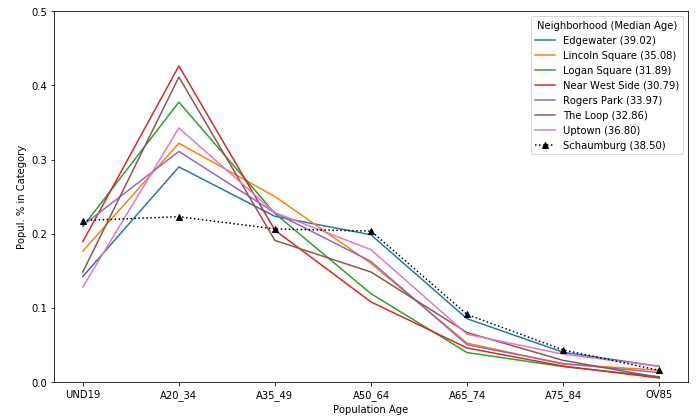 0.5
0.4
0.3
0.2
0.1
0.0
Popul. % in Category
UND19 A20_34 A35_49 A50_64 A65_74 A75_84 OV85
Population Age
Neighborhood (Median Age)
Edgewater (39.02)
Lincoln Square (35.08)
Logan Square (31.89)
Near West Side (30.79)
Rogers Park (33.97)
The Loop (32.86)
Uptown (36.80)
Schaumburg (38.50)